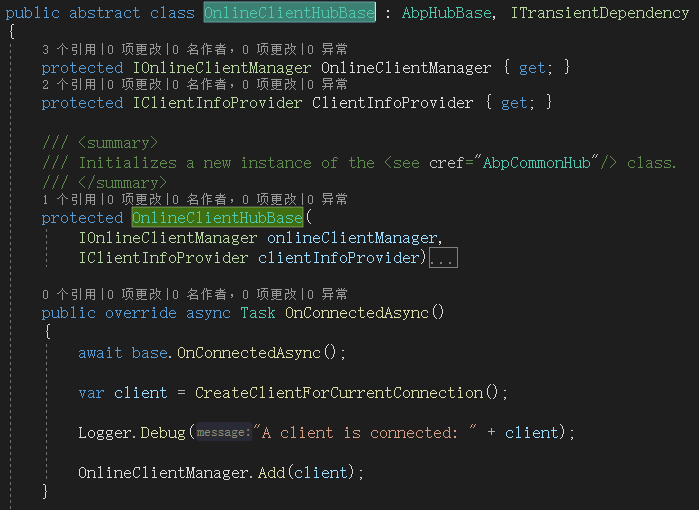 public abstract class OnlineClientHubBase : AbpHubBase, ITransientDependency
{
3 个引用|0 项更改|0 名作者，0 项更改|0 异常
protected IOnlineClientManager OnlineClientManager { get; }
2 个引用|0 项更改|0 名作者，0 项更改|0 异常
protected IClientInfoProvider ClientInfoProvider { get; }
/// <summary>
/// Initializes a new instance of the <see cref="AbpCommonHub"/> class.
/// </summary>
1 个引用|0 项更改|0 名作者，0 项更改|0 异常
protected OnlineClientHubBase(
IOnlineClientManager onlineClientManager,
IClientInfoProvider clientInfoProvider)...
0 个引用|0 项更改|0 名作者，0 项更改|0 异常
public override async Task OnConnectedAsync()
{
await base.OnConnectedAsync();
var client = CreateClientForCurrentConnection();
Logger.Debug(message:"A client is connected: " + client);
OnlineClientManager.Add(client);
}